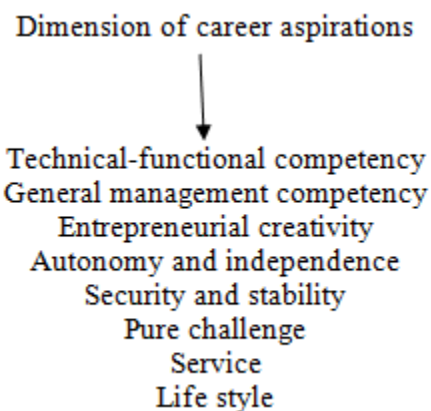 Dimension of career aspirations
Technical-functional competency
General management competency
Entrepreneurial creativity
Autonomy and independence
Security and stability
Pure challenge
Service
Life style